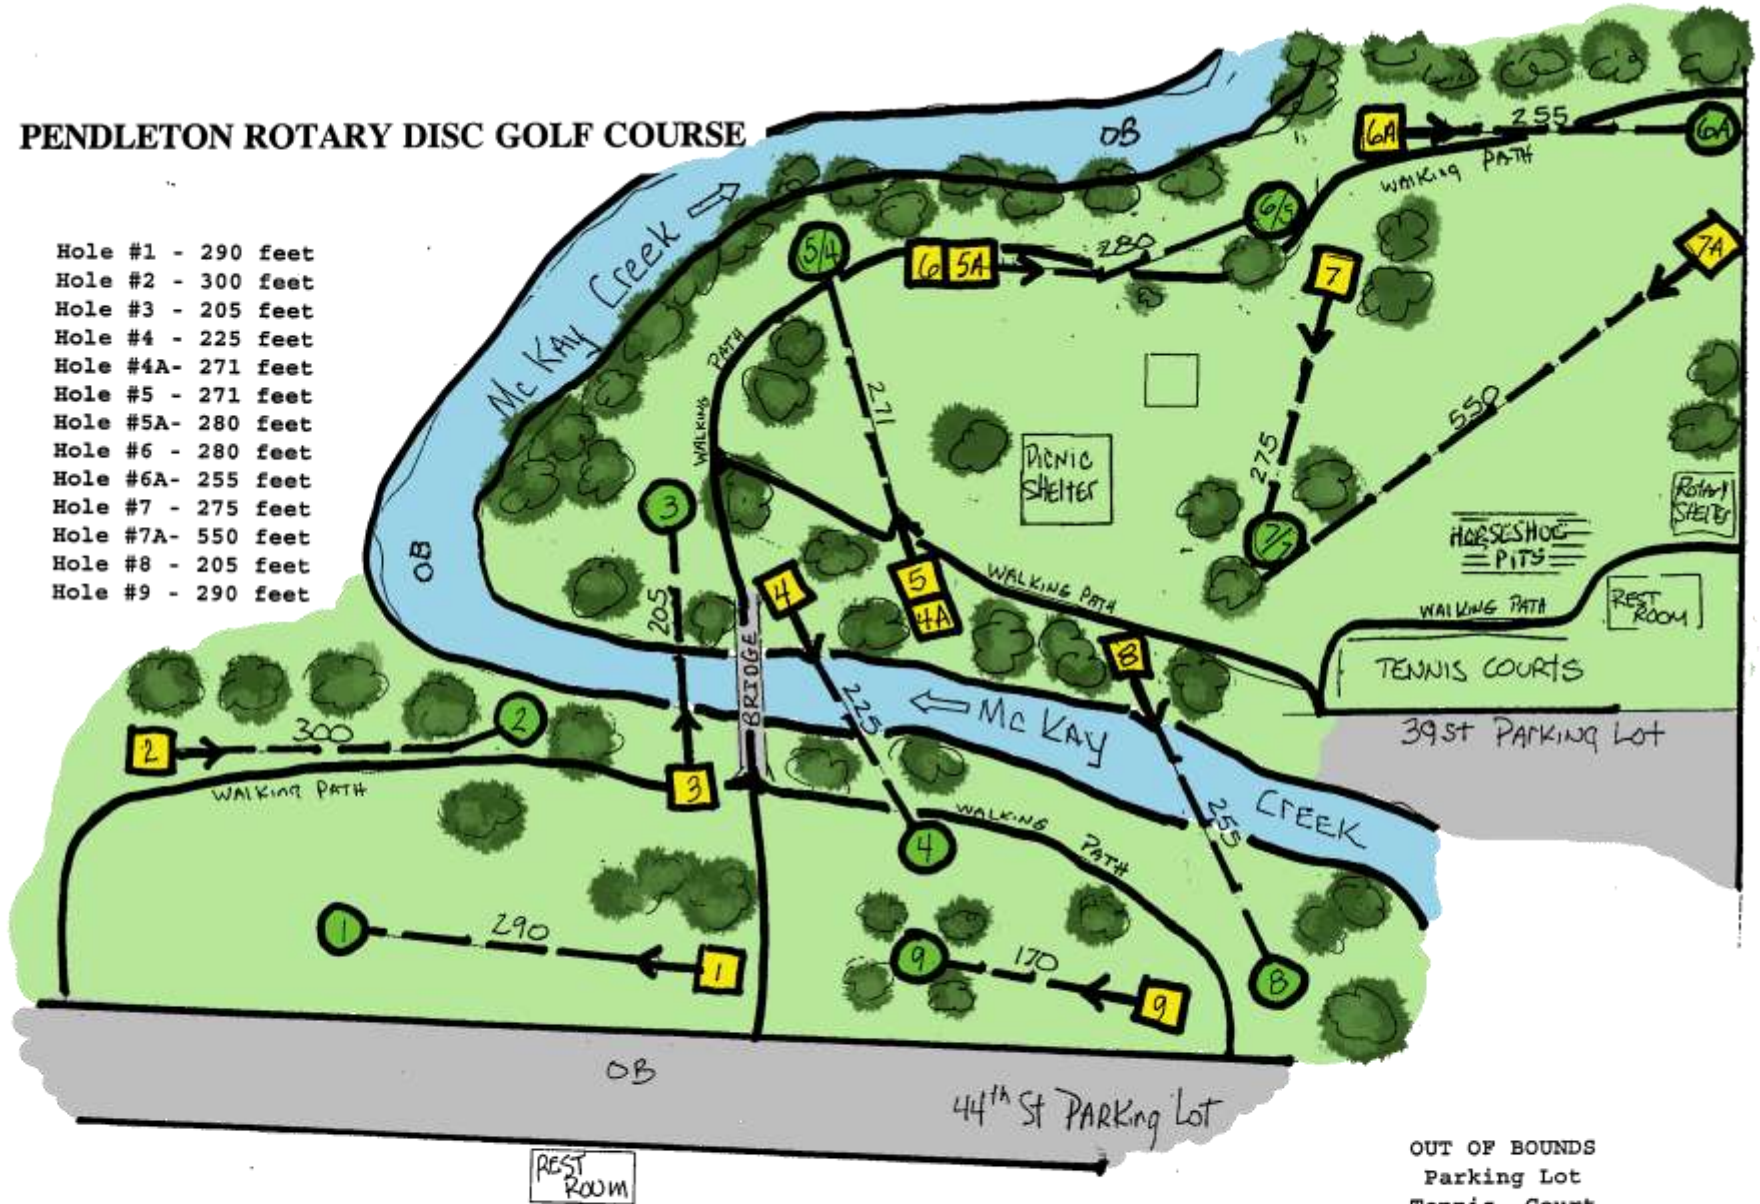 PENDLETON ROTARY DISC GOLF COURSE
Hole #1 - 290 feet
Hole #2 - 300 feet
Hole #3 - 205 feet
Hole #4 - 225 feet
Hole #4A- 271 feet
Hole #5 - 271 feet
Hole #5A- 280 feet
Hole #6 - 280 feet
Hole #6A- 255 feet
Hole #7 - 275 feet
Hole #7A- 550 feet
Hole #8 - 205 feet
Hole #9 - 290 feet
OB
6A
255
6A
WALKING PATH
Mc KAY Creek
5/4
6
5A
280
6/5
7
7A
WALKING PATH
271
275
550
PICNIC
SHELTER
ROTARY
SHELTER
3
7/7
HORSESHOE
PITS
OB
205
4
5
4A
WALKING PATH
WALKING PATH
REST
ROOM
BRIDGE
8
TENNIS COURTS
2
300
2
225
Mc KAY
CREEK
39 St PARKING LOT
WALKING PATH
3
4
WALKING PATH
255
1
290
1
9
170
9
8
OB
44th St PARKING LOT
REST
ROOM
OUT OF BOUNDS
Parking Lot
Tennis Court